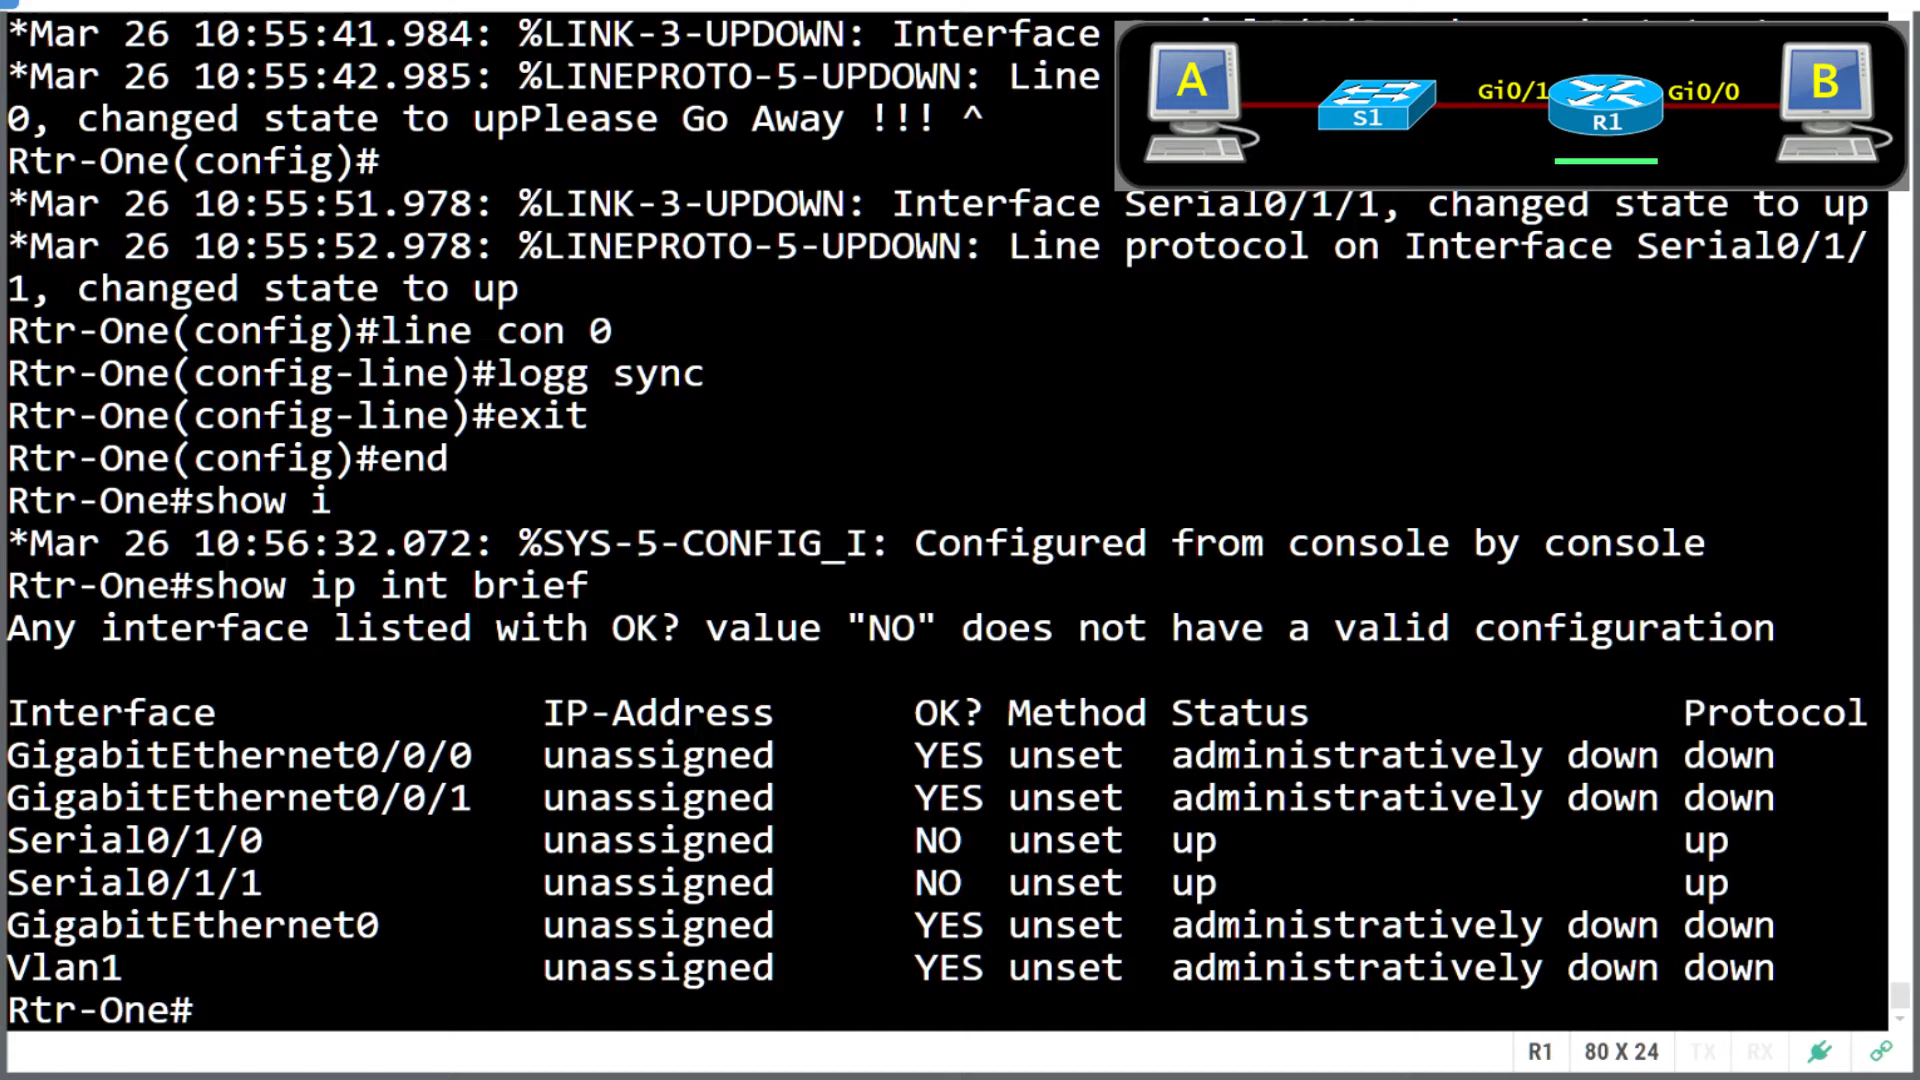 *Mar 26 10:55:41.984: %LINK-3-UPDOWN: Interface
*Mar 26 10:55:42.985: %LINEPROTO-5-UPDOWN: Line
0, changed state to upPlease Go Away !!! ^
Rtr-One(config)#
A
S1
Gi0/1
R1
Gi0/0
B
*Mar 26 10:55:51.978: %LINK-3-UPDOWN: Interface Serial0/1/1, changed state to up
*Mar 26 10:55:52.978: %LINEPROTO-5-UPDOWN: Line protocol on Interface Serial0/1/
1, changed state to up
Rtr-One(config)#line con 0
Rtr-One(config-line)#logg sync
Rtr-One(config-line)#exit
Rtr-One(config)#end
Rtr-One#show i
*Mar 26 10:56:32.072: %SYS-5-CONFIG_I: Configured from console by console
Rtr-One#show ip int brief
Any interface listed with OK? value "NO" does not have a valid configuration
Interface IP-Address OK? Method Status Protocol
GigabitEthernet0/0/0 unassigned YES unset administratively down down
GigabitEthernet0/0/1 unassigned YES unset administratively down down
Serial0/1/0 unassigned NO unset up up
Serial0/1/1 unassigned NO unset up up
GigabitEthernet0 unassigned YES unset administratively down down
Vlan1 unassigned YES unset administratively down down
Rtr-One#
R1 80 X 24 TX RX